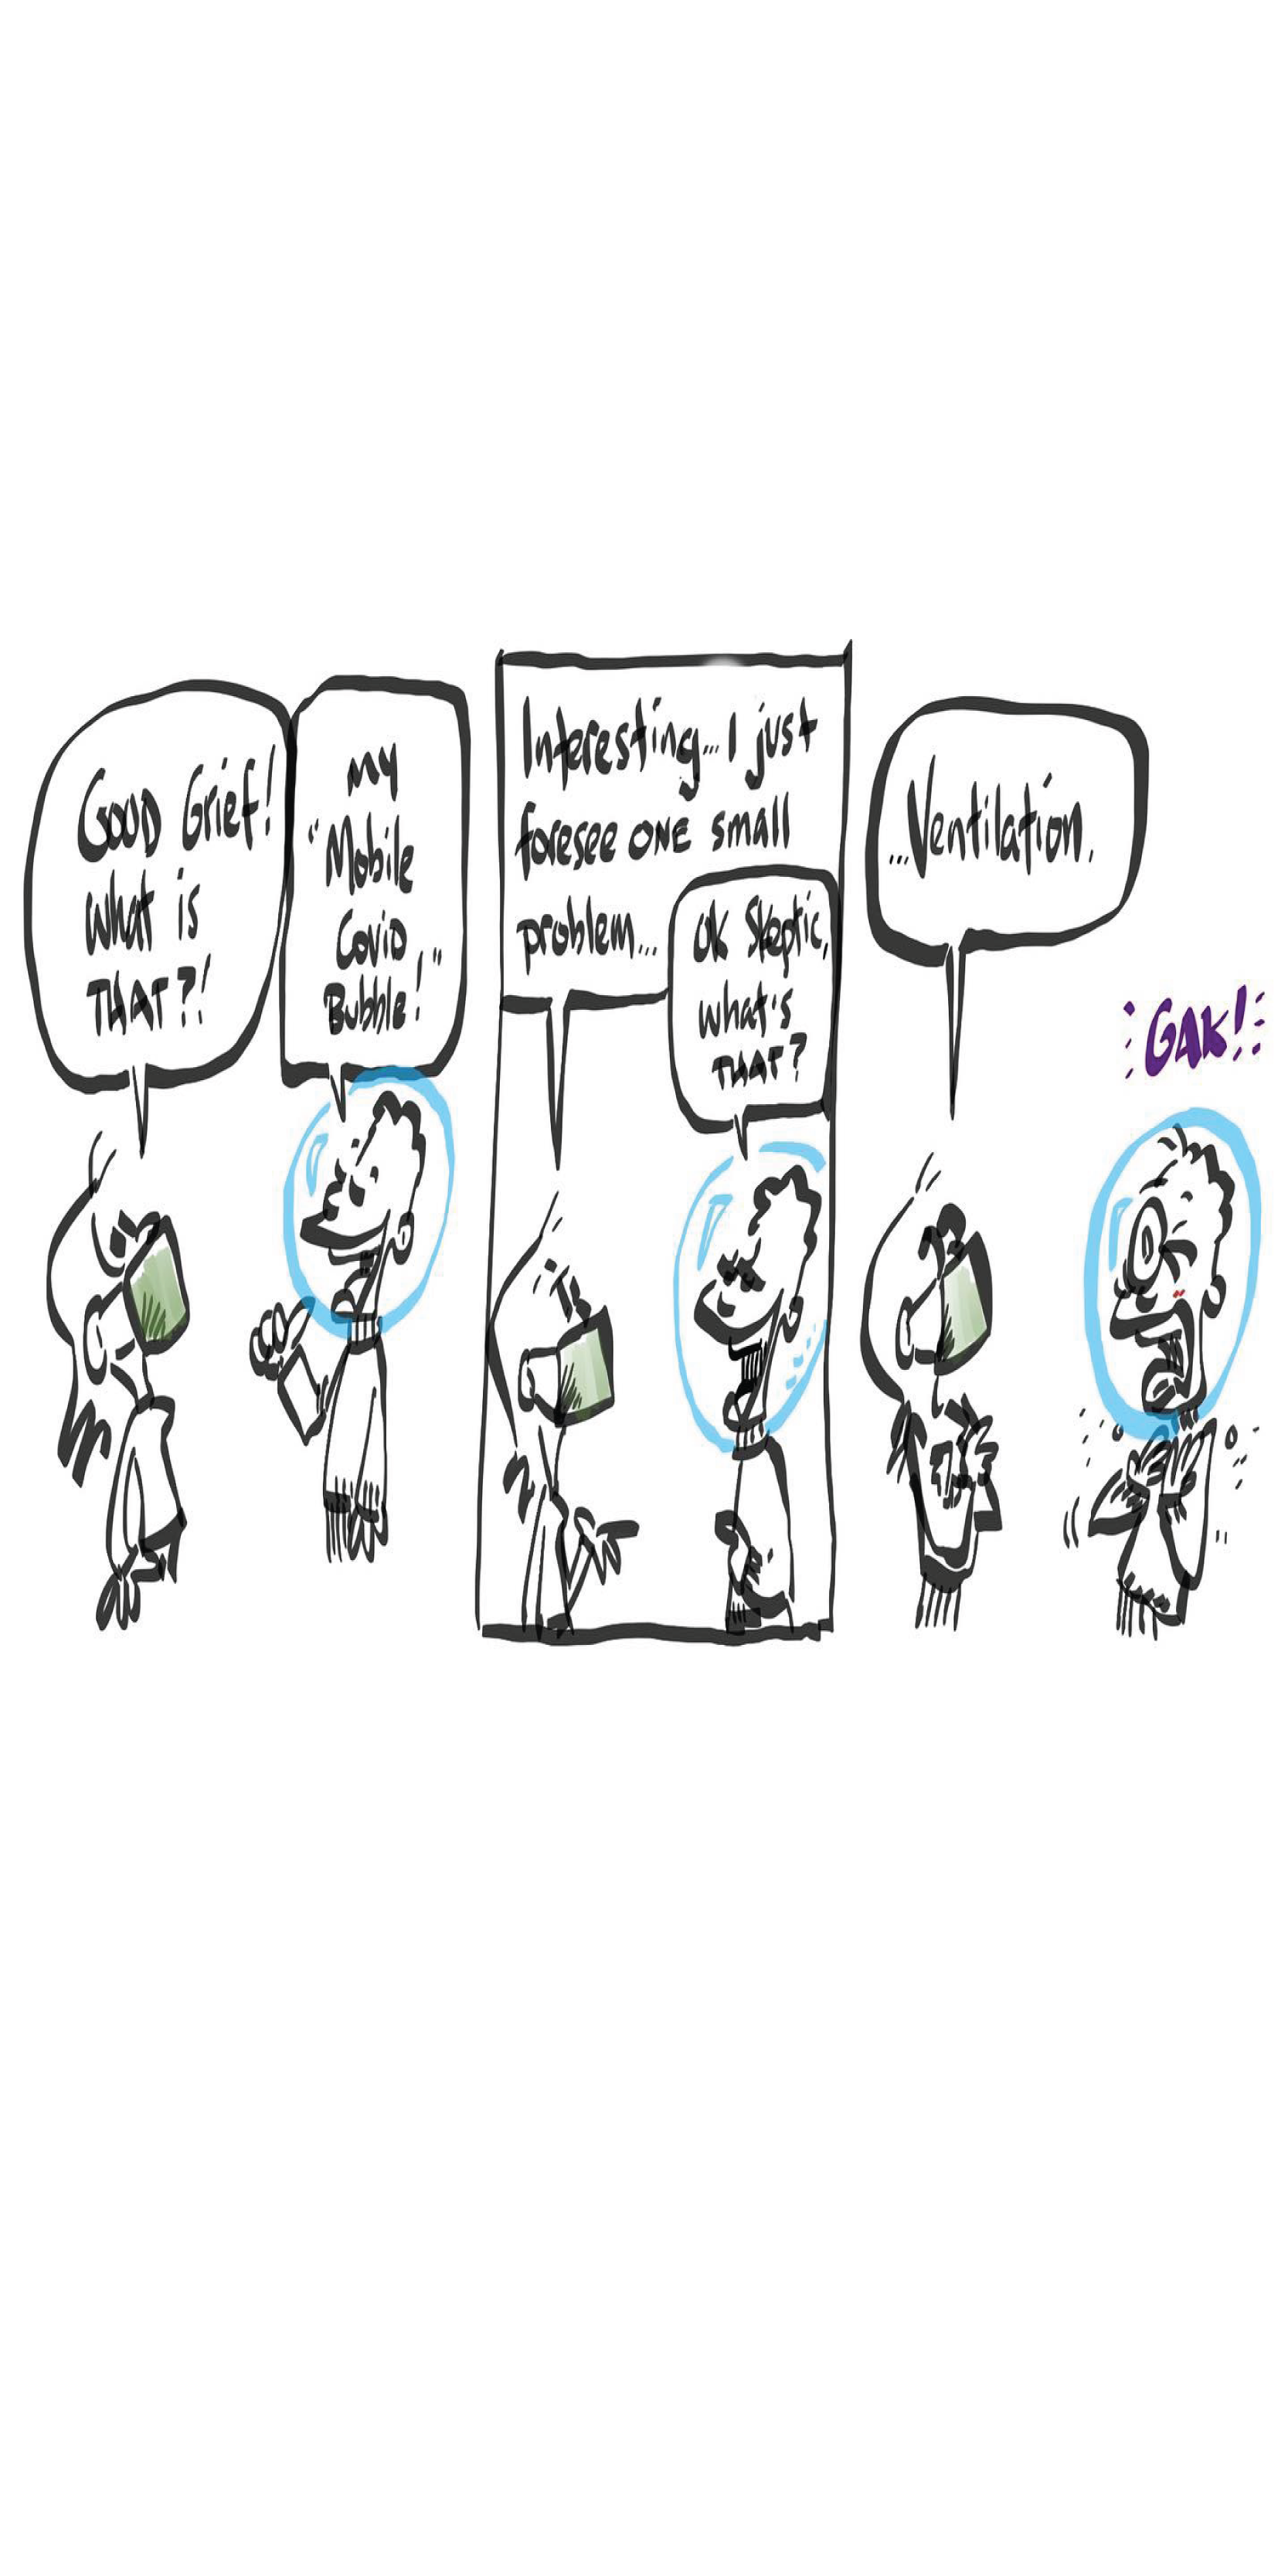 GOOD Grief!
what is
THAT?!
my
"Mobile
Covid
Bubble!"
Interesting... I just
foresee ONE small
problem...
OK Skeptic,
what's
THAT?
...Ventilation.
GAK!